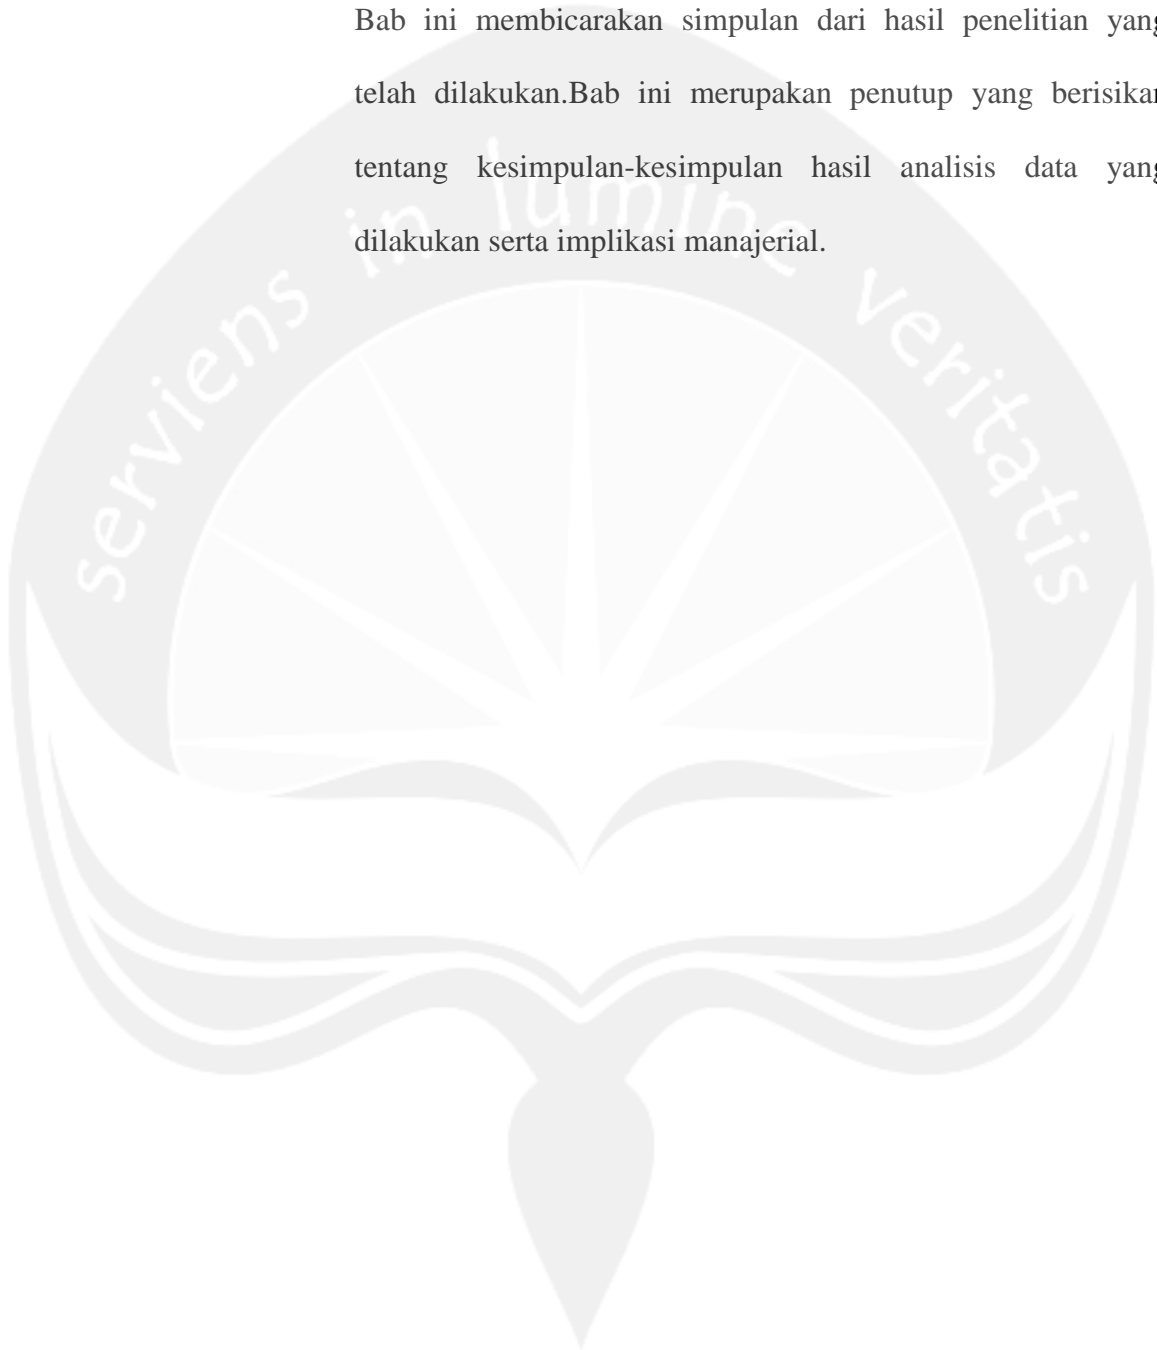 Bab ini membicarakan simpulan dari hasil penelitian yang
telah dilakukan.Bab ini merupakan penutup yang berisikan
tentang kesimpulan-kesimpulan hasil analisis data yang
dilakukan serta implikasi manajerial.
serviens in lumine veritatis